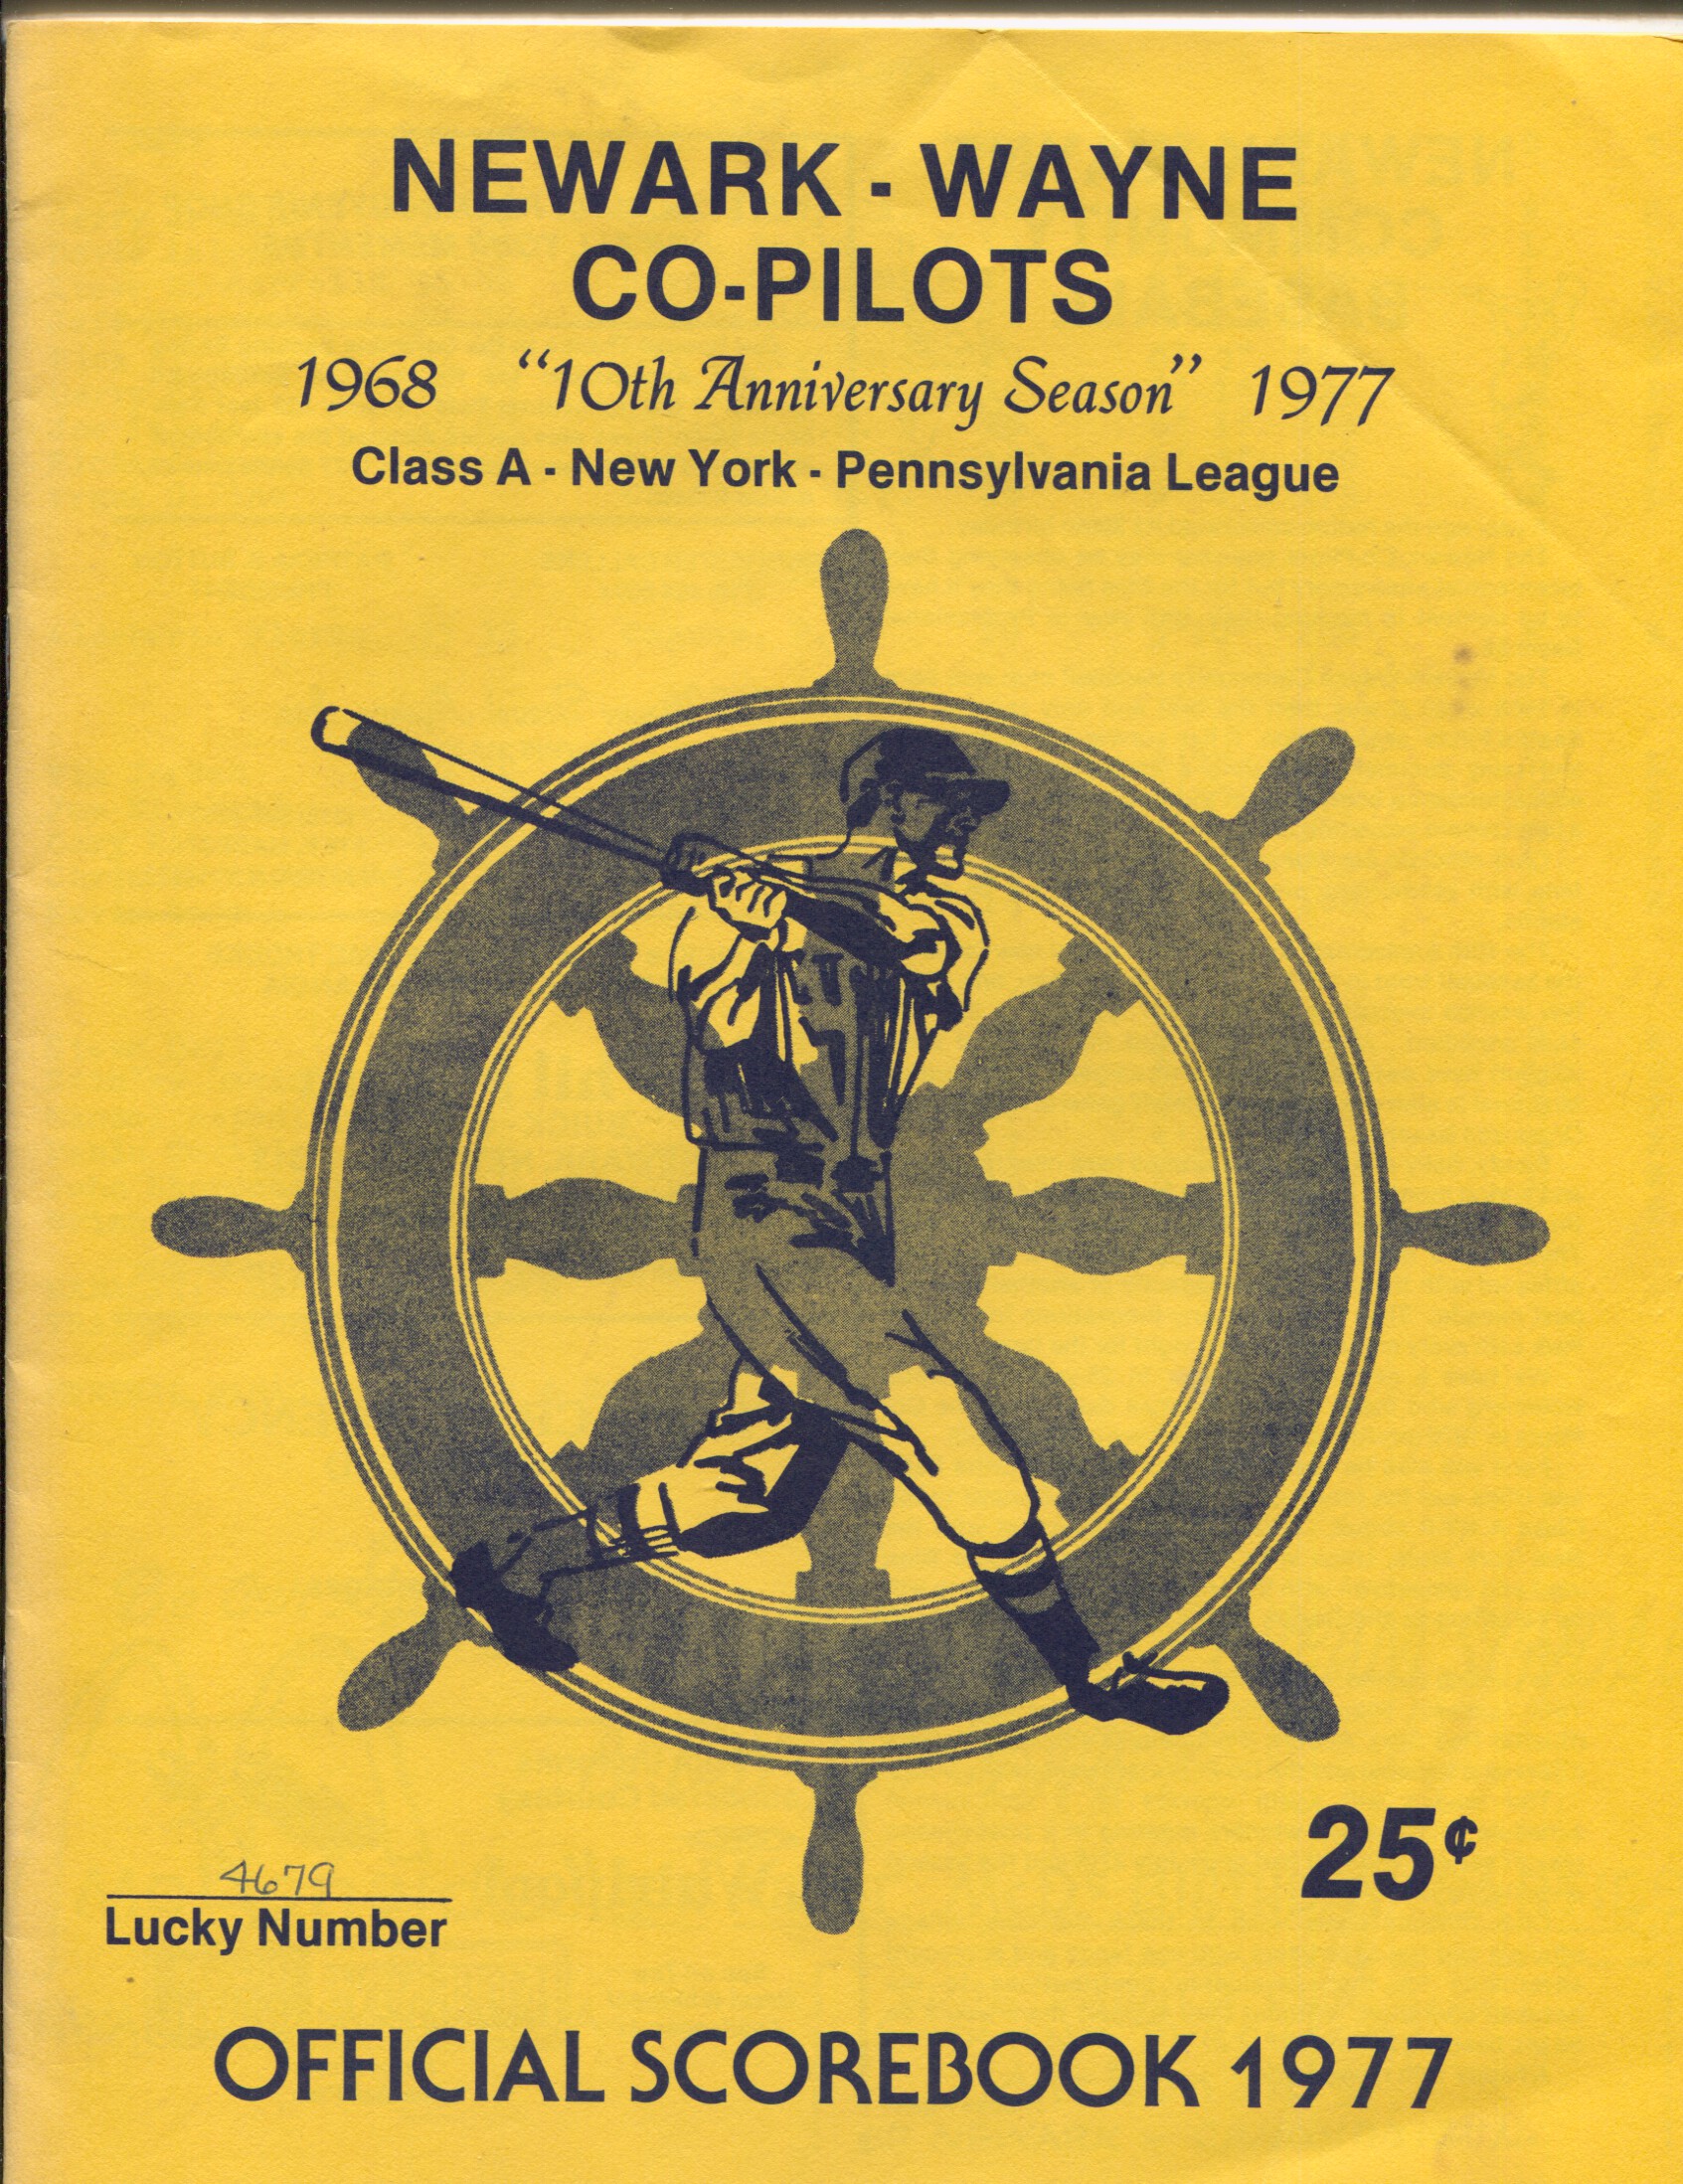 NEWARK - WAYNE
CO-PILOTS
1968 "10th Anniversary Season" 1977
Class A - New York - Pennsylvania League
25¢
4679
Lucky Number
OFFICIAL SCOREBOOK 1977